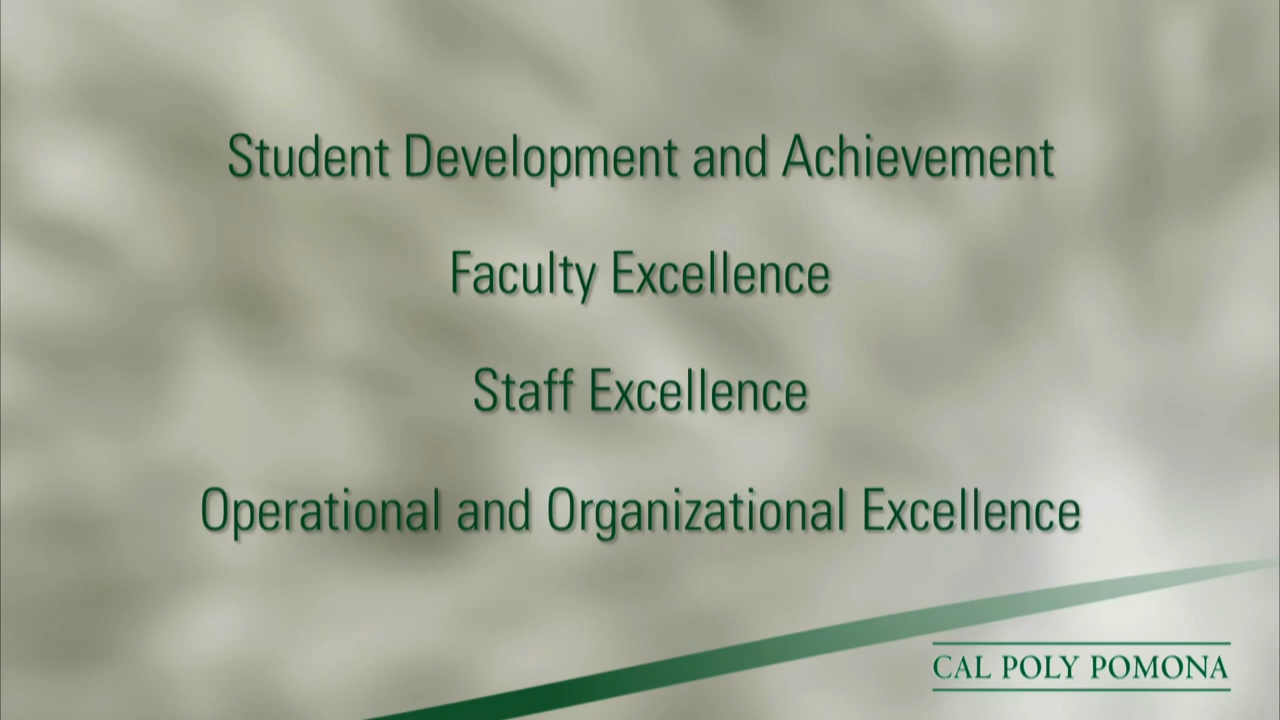 Student Development and Achievement
Faculty Excellence
Staff Excellence
Operational and Organizational Excellence
CAL POLY POMONA